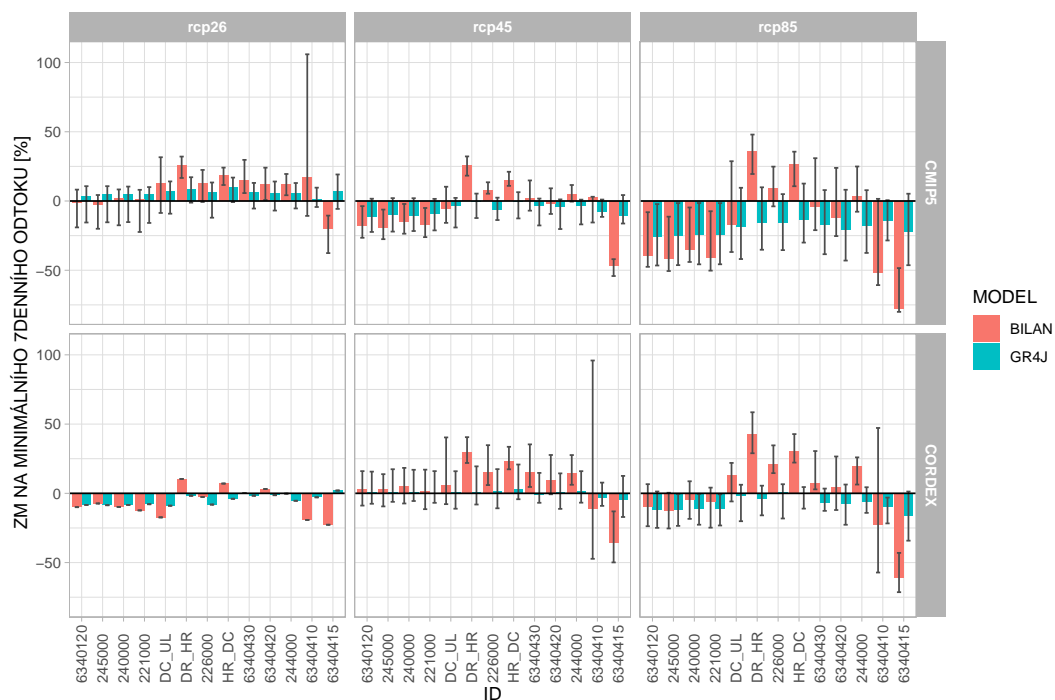 rcp26 rcp45 rcp85
ZM NA MINIMÁLNÍHO 7DENNÍHO ODTOKU [%]
100
50
0
−50
CMIP5
100
50
0
−50
CORDEX
MODEL
BILAN
GR4J
6340120 245000 240000 221000 DC_UL DR_HR 226000 HR_DC 6340430 6340420 244000 6340410 6340415
6340120 245000 240000 221000 DC_UL DR_HR 226000 HR_DC 6340430 6340420 244000 6340410 6340415
6340120 245000 240000 221000 DC_UL DR_HR 226000 HR_DC 6340430 6340420 244000 6340410 6340415
ID